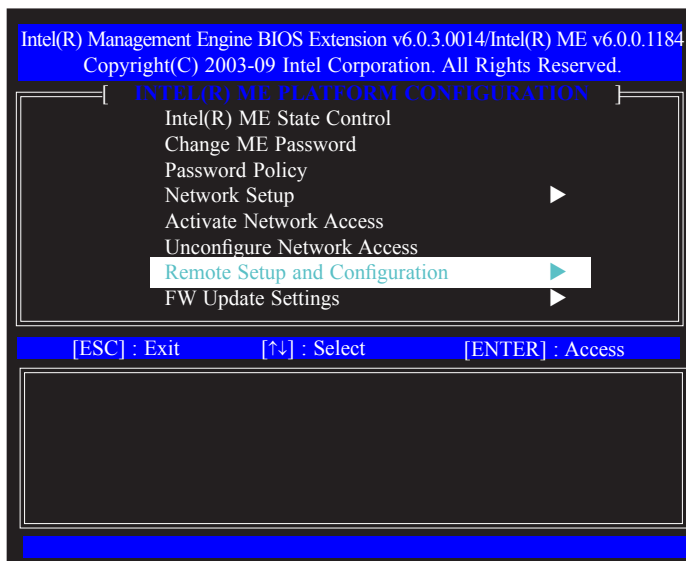 Intel(R) Management Engine BIOS Extension v6.0.3.0014/Intel(R) ME v6.0.0.1184
Copyright(C) 2003-09 Intel Corporation. All Rights Reserved.
[ INTEL(R) ME PLATFORM CONFIGURATION ]
Intel(R) ME State Control
Change ME Password
Password Policy
Network Setup ▶
Activate Network Access
Unconfigure Network Access
Remote Setup and Configuration ▶
FW Update Settings ▶
[ESC] : Exit [↑↓] : Select [ENTER] : Access